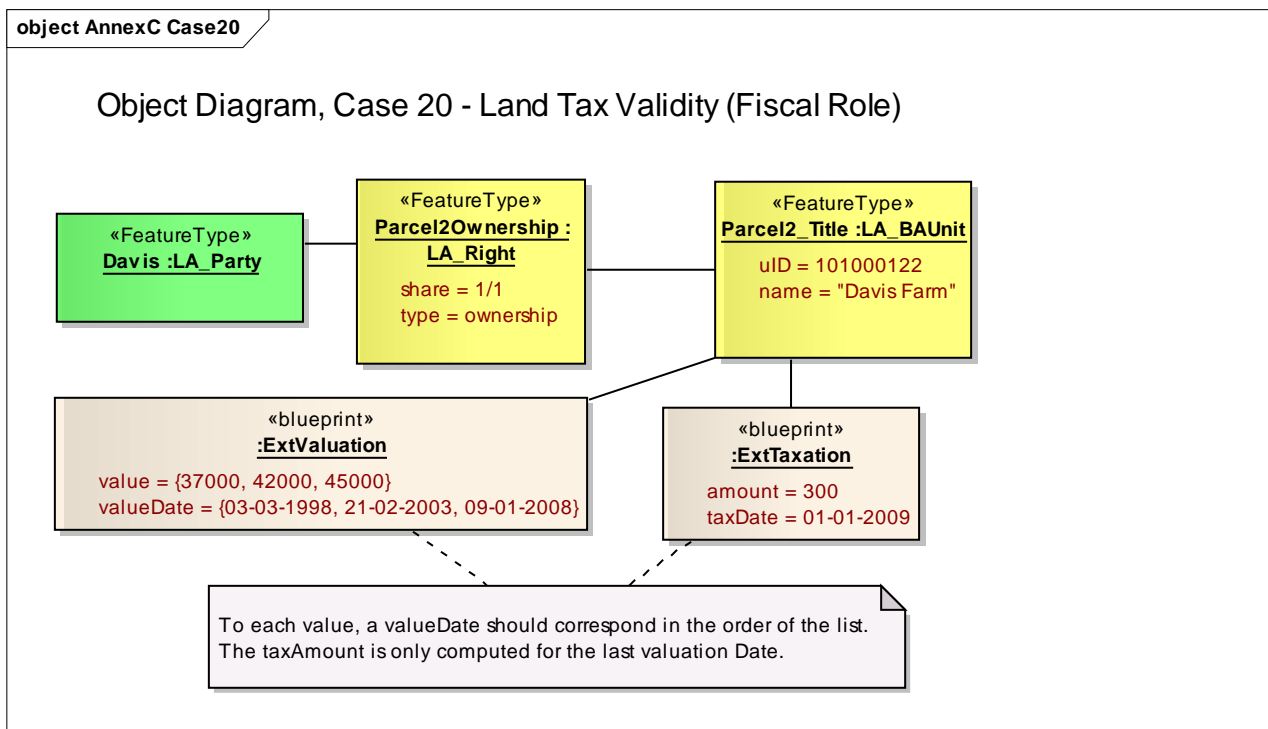 object AnnexC Case20
Object Diagram, Case 20 - Land Tax Validity (Fiscal Role)
«FeatureType»
Davis :LA_Party
«FeatureType»
Parcel2Ownership :
LA_Right
share = 1/1
type = ownership
«FeatureType»
Parcel2_Title :LA_BAUnit
uID = 101000122
name = "Davis Farm"
«blueprint»
:ExtValuation
value = {37000, 42000, 45000}
valueDate = {03-03-1998, 21-02-2003, 09-01-2008}
«blueprint»
:ExtTaxation
amount = 300
taxDate = 01-01-2009
To each value, a valueDate should correspond in the order of the list.
The taxAmount is only computed for the last valuation Date.